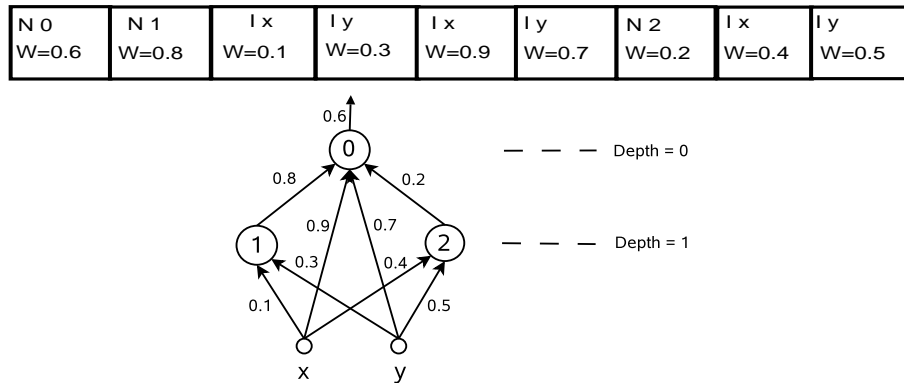 N 0 N 1 I x I y I x I y N 2 I x I y
W=0.6 W=0.8 W=0.1 W=0.3 W=0.9 W=0.7 W=0.2 W=0.4 W=0.5
0.6
0 Depth = 0
0.8 0.2
0.9 0.7
1 2 Depth = 1
0.3 0.4
0.1 0.5
x y